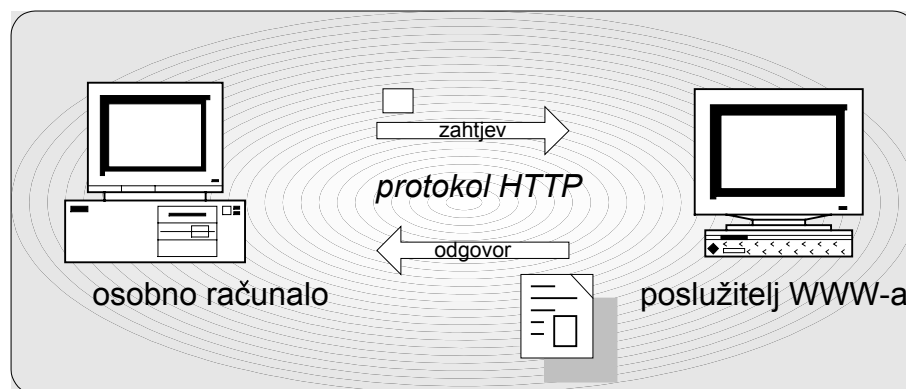 zahtjev
protokol HTTP
odgovor
osobno računalo
poslužitelj WWW-a